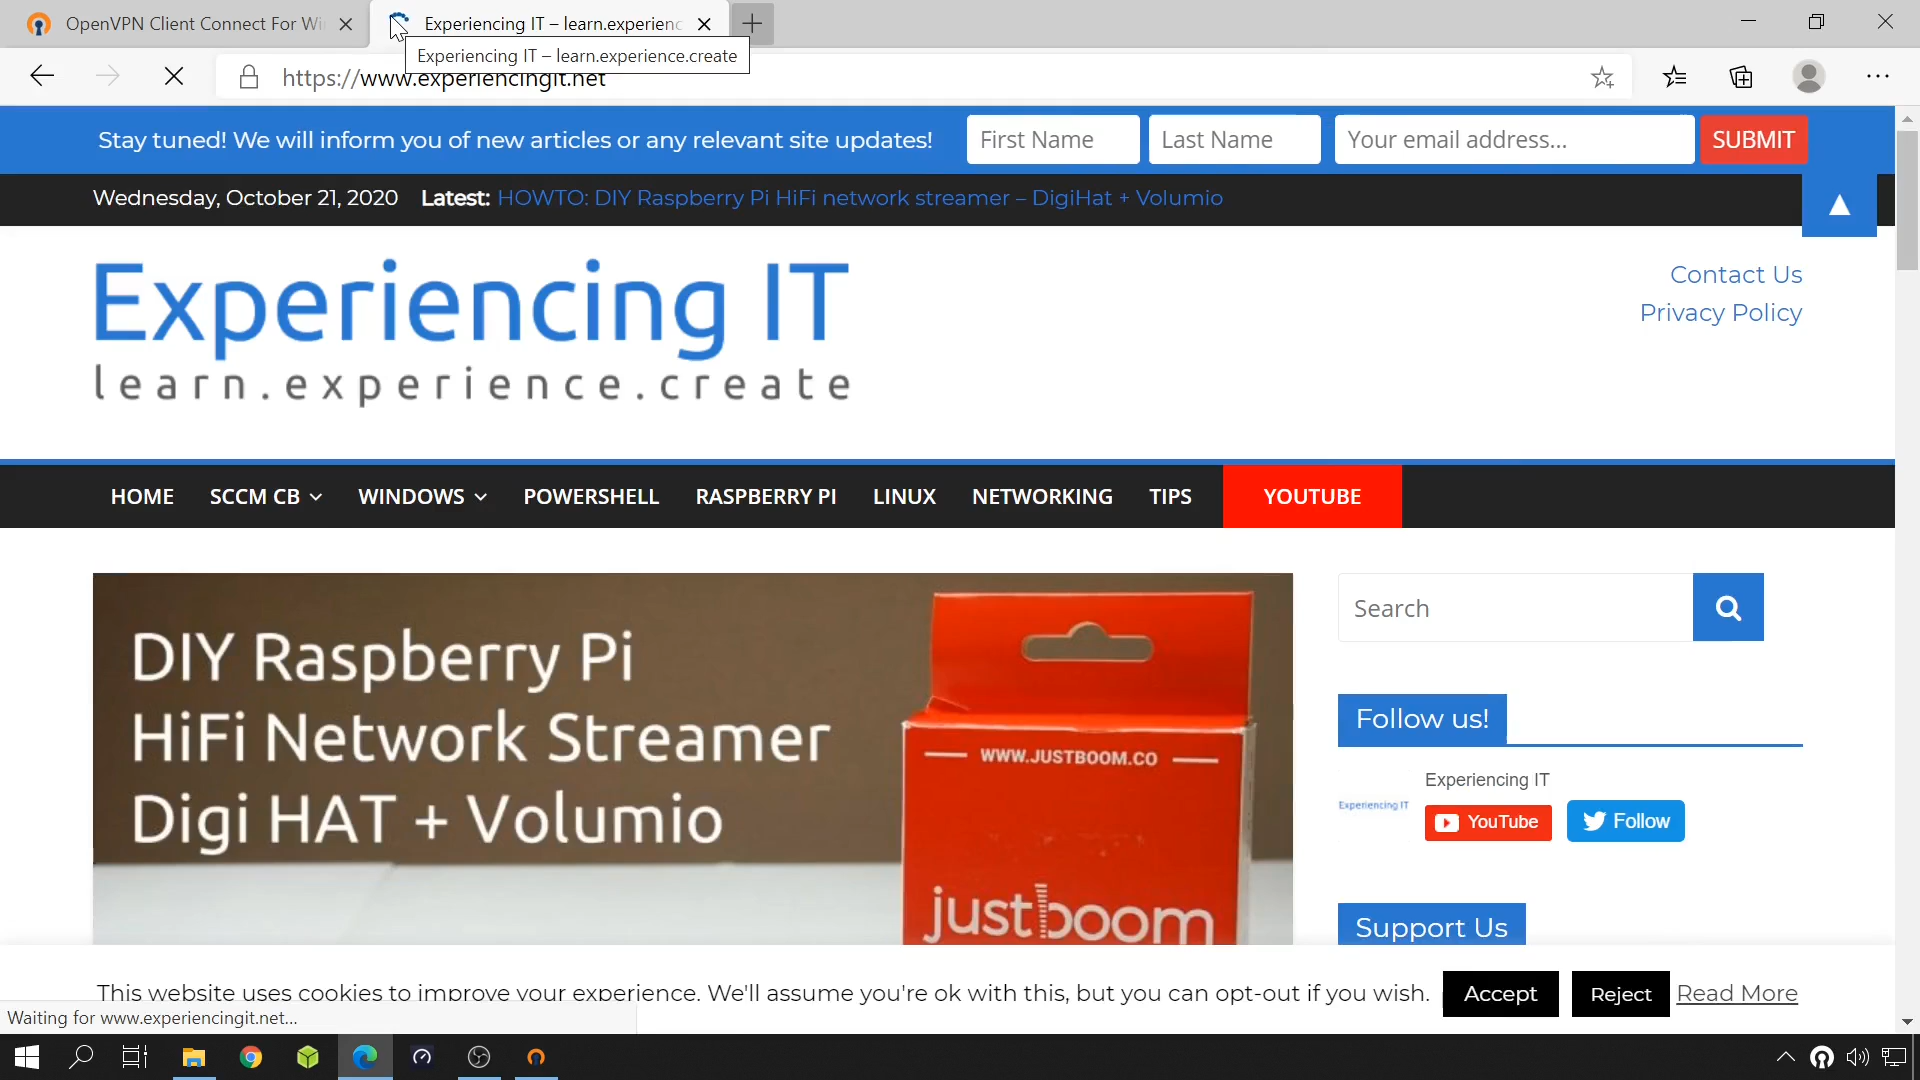 OpenVPN Client Connect For Wi
Experiencing IT – learn.experienc
Experiencing IT – learn.experience.create
https://www.experiencingit.net
Stay tuned! We will inform you of new articles or any relevant site updates!
First Name
Last Name
Your email address...
SUBMIT
Wednesday, October 21, 2020
Latest: HOWTO: DIY Raspberry Pi HiFi network streamer – DigiHat + Volumio
Experiencing IT
learn.experience.create
Contact Us
Privacy Policy
HOME
SCCM CB
WINDOWS
POWERSHELL
RASPBERRY PI
LINUX
NETWORKING
TIPS
YOUTUBE
DIY Raspberry Pi
HiFi Network Streamer
Digi HAT + Volumio
WWW.JUSTBOOM.CO
justboom
Search
Follow us!
Experiencing IT
Experiencing IT
YouTube
Follow
Support Us
This website uses cookies to improve your experience. We'll assume you're ok with this, but you can opt-out if you wish.
Accept
Reject
Read More
Waiting for www.experiencingit.net...